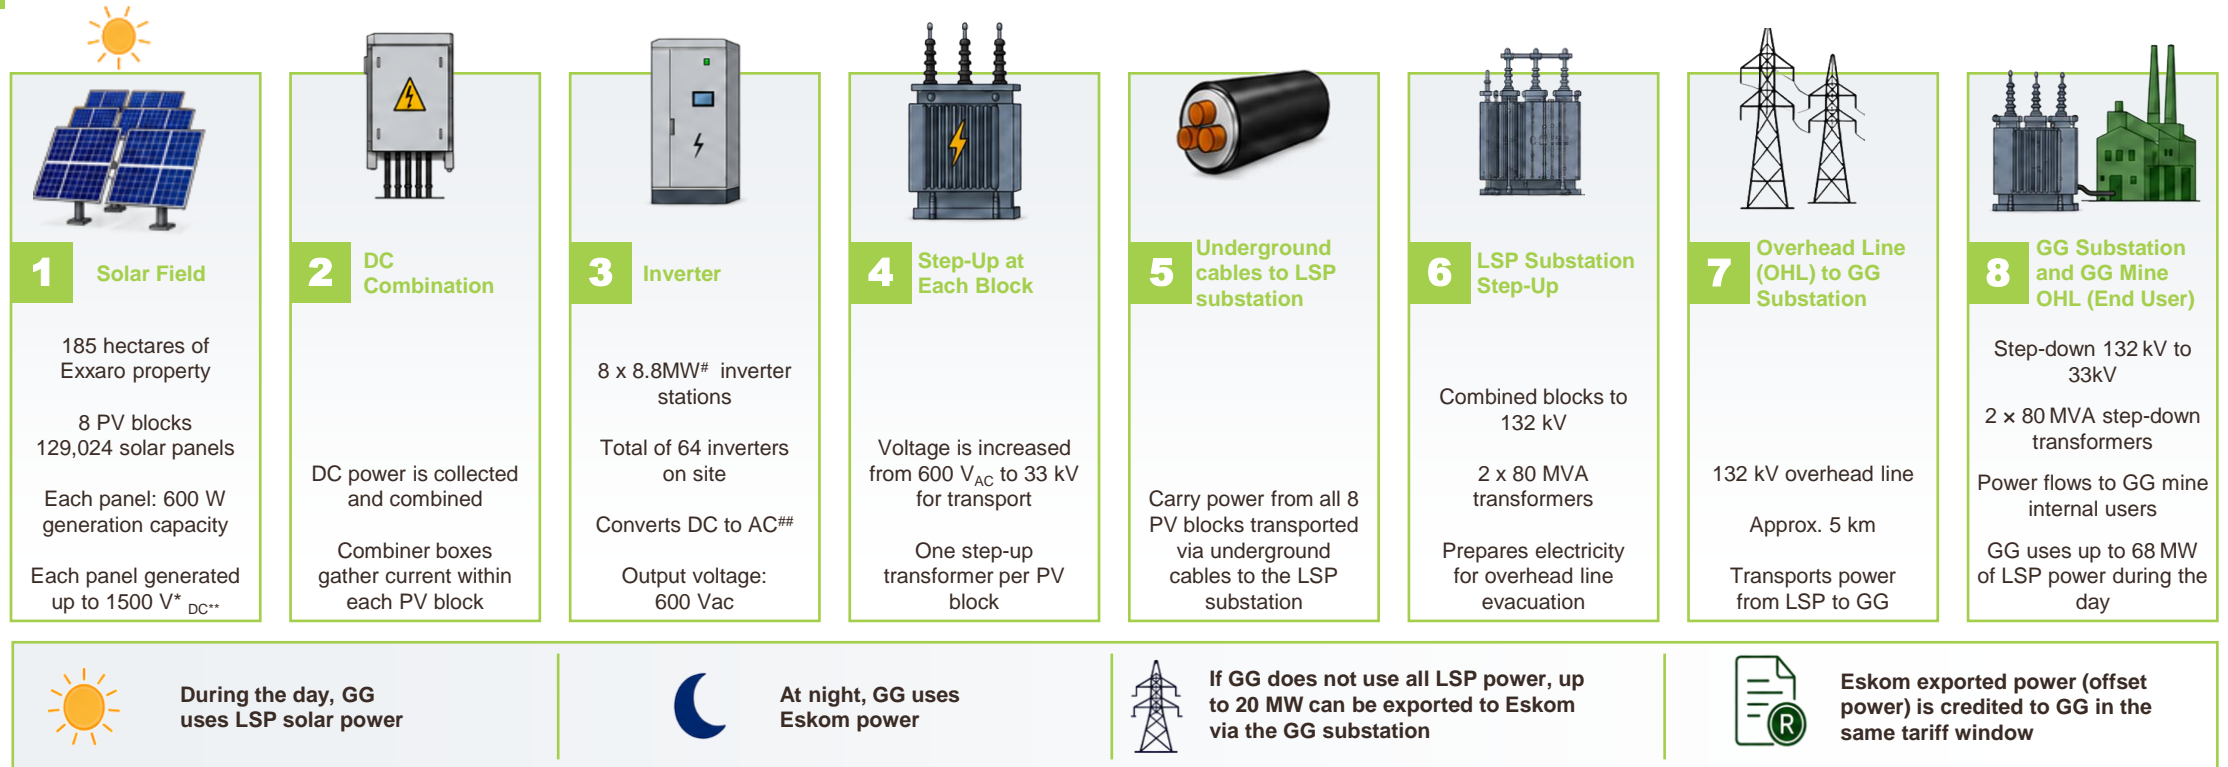 1
Solar Field
185 hectares of
Exxaro property
8 PV blocks
129,024 solar panels
Each panel: 600 W
generation capacity
Each panel generated
up to 1500 V* DC**
2
DC
Combination
DC power is collected
and combined
Combiner boxes
gather current within
each PV block
3
Inverter
8 x 8.8MW# inverter
stations
Total of 64 inverters
on site
Converts DC to AC##
Output voltage:
600 Vac
4
Step-Up at
Each Block
Voltage is increased
from 600 VAC to 33 kV
for transport
One step-up
transformer per PV
block
5
Underground
cables to LSP
substation
Carry power from all 8
PV blocks transported
via underground
cables to the LSP
substation
6
LSP Substation
Step-Up
Combined blocks to
132 kV
2 x 80 MVA
transformers
Prepares electricity
for overhead line
evacuation
7
Overhead Line
(OHL) to GG
Substation
132 kV overhead line
Approx. 5 km
Transports power
from LSP to GG
8
GG Substation
and GG Mine
OHL (End User)
Step-down 132 kV to
33kV
2 × 80 MVA step-down
transformers
Power flows to GG mine
internal users
GG uses up to 68 MW
of LSP power during the
day
During the day, GG
uses LSP solar power
At night, GG uses
Eskom power
If GG does not use all LSP power, up
to 20 MW can be exported to Eskom
via the GG substation
R
Eskom exported power (offset
power) is credited to GG in the
same tariff window